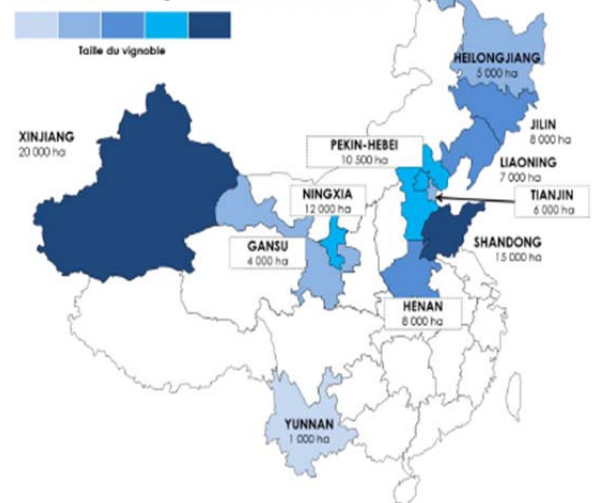 Taille du vignoble
HEILONGJIANG
5 000 ha
XINJIANG
20 000 ha
JILIN
8 000 ha
PEKIN-HEBEI
10 500 ha
LIAONING
7 000 ha
NINGXIA
12 000 ha
TIANJIN
6 000 ha
GANSU
4 000 ha
SHANDONG
15 000 ha
HENAN
8 000 ha
YUNNAN
1 000 ha